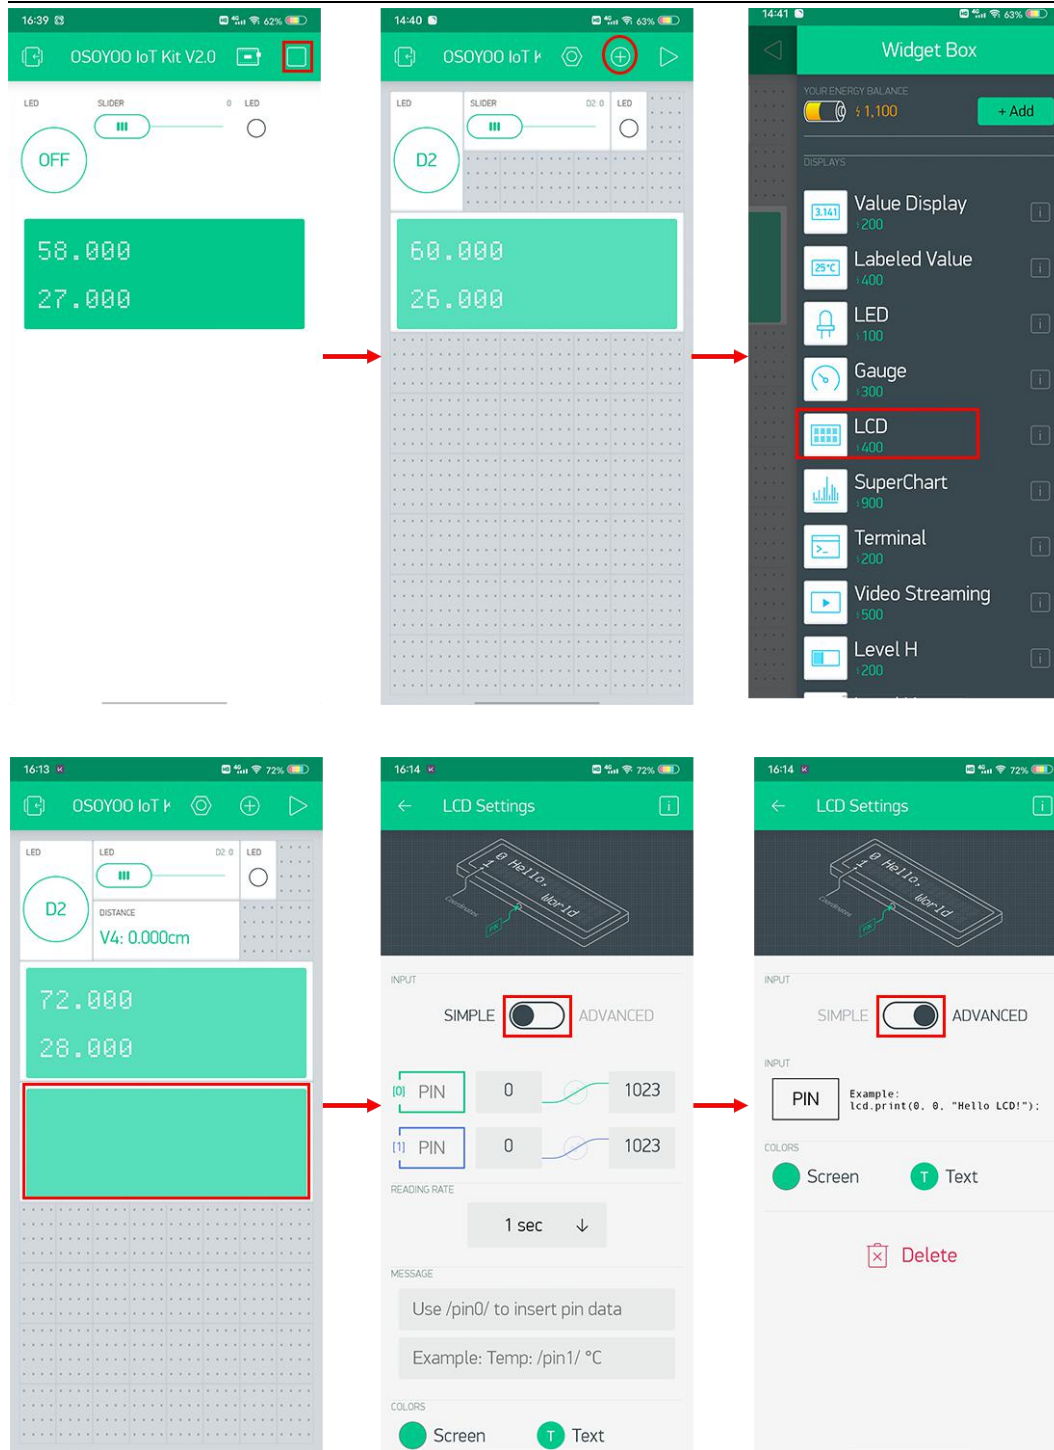 16:39 62%
OSOYOO IoT Kit V2.0
LED SLIDER 0 LED
OFF
58.000
27.000
14:40 63%
OSOYOO IoT K
LED SLIDER D2 0 LED
D2
60.000
26.000
14:41 63%
Widget Box
YOUR ENERGY BALANCE
1,100 + Add
DISPLAYS
3.141 Value Display
200
25°C Labeled Value
400
LED
100
Gauge
300
LCD
400
SuperChart
900
Terminal
200
Video Streaming
500
Level H
200
16:13 72%
OSOYOO IoT K
LED LED D2 0 LED
D2
DISTANCE
V4: 0.000cm
72.000
28.000
16:14 72%
LCD Settings
0 Hello,
1 World
Coordinates
PIN
INPUT
SIMPLE ADVANCED
[0] PIN 0 1023
[1] PIN 0 1023
READING RATE
1 sec ↓
MESSAGE
Use /pin0/ to insert pin data
Example: Temp: /pin1/ °C
COLORS
Screen T Text
16:14 72%
LCD Settings
0 Hello,
1 World
Coordinates
PIN
INPUT
SIMPLE ADVANCED
INPUT
PIN Example:
lcd.print(0, 0, "Hello LCD!");
COLORS
Screen T Text
Delete